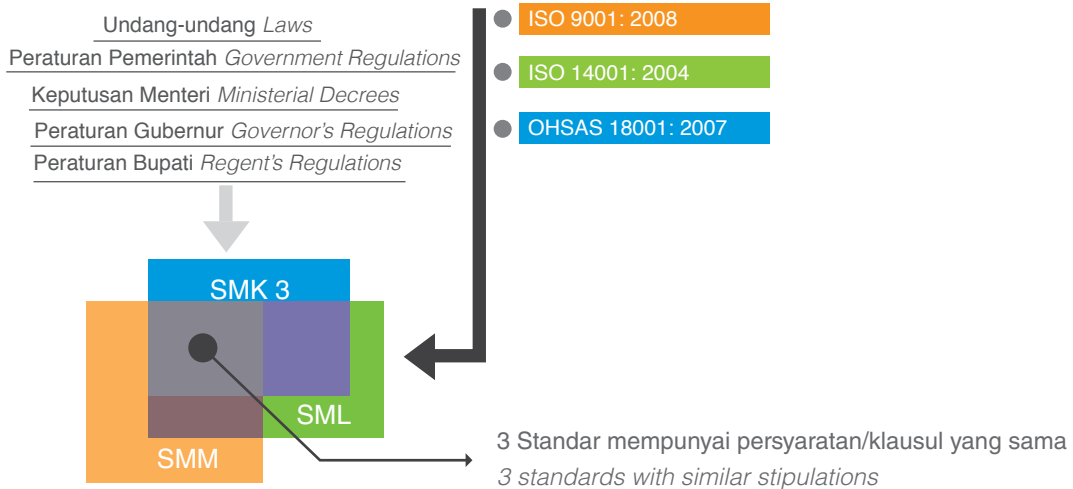 Undang-undang Laws
Peraturan Pemerintah Government Regulations
Keputusan Menteri Ministerial Decrees
Peraturan Gubernur Governor's Regulations
Peraturan Bupati Regent's Regulations
ISO 9001: 2008
ISO 14001: 2004
OHSAS 18001: 2007
SMK 3
SML
SMM
3 Standar mempunyai persyaratan/klausul yang sama
3 standards with similar stipulations